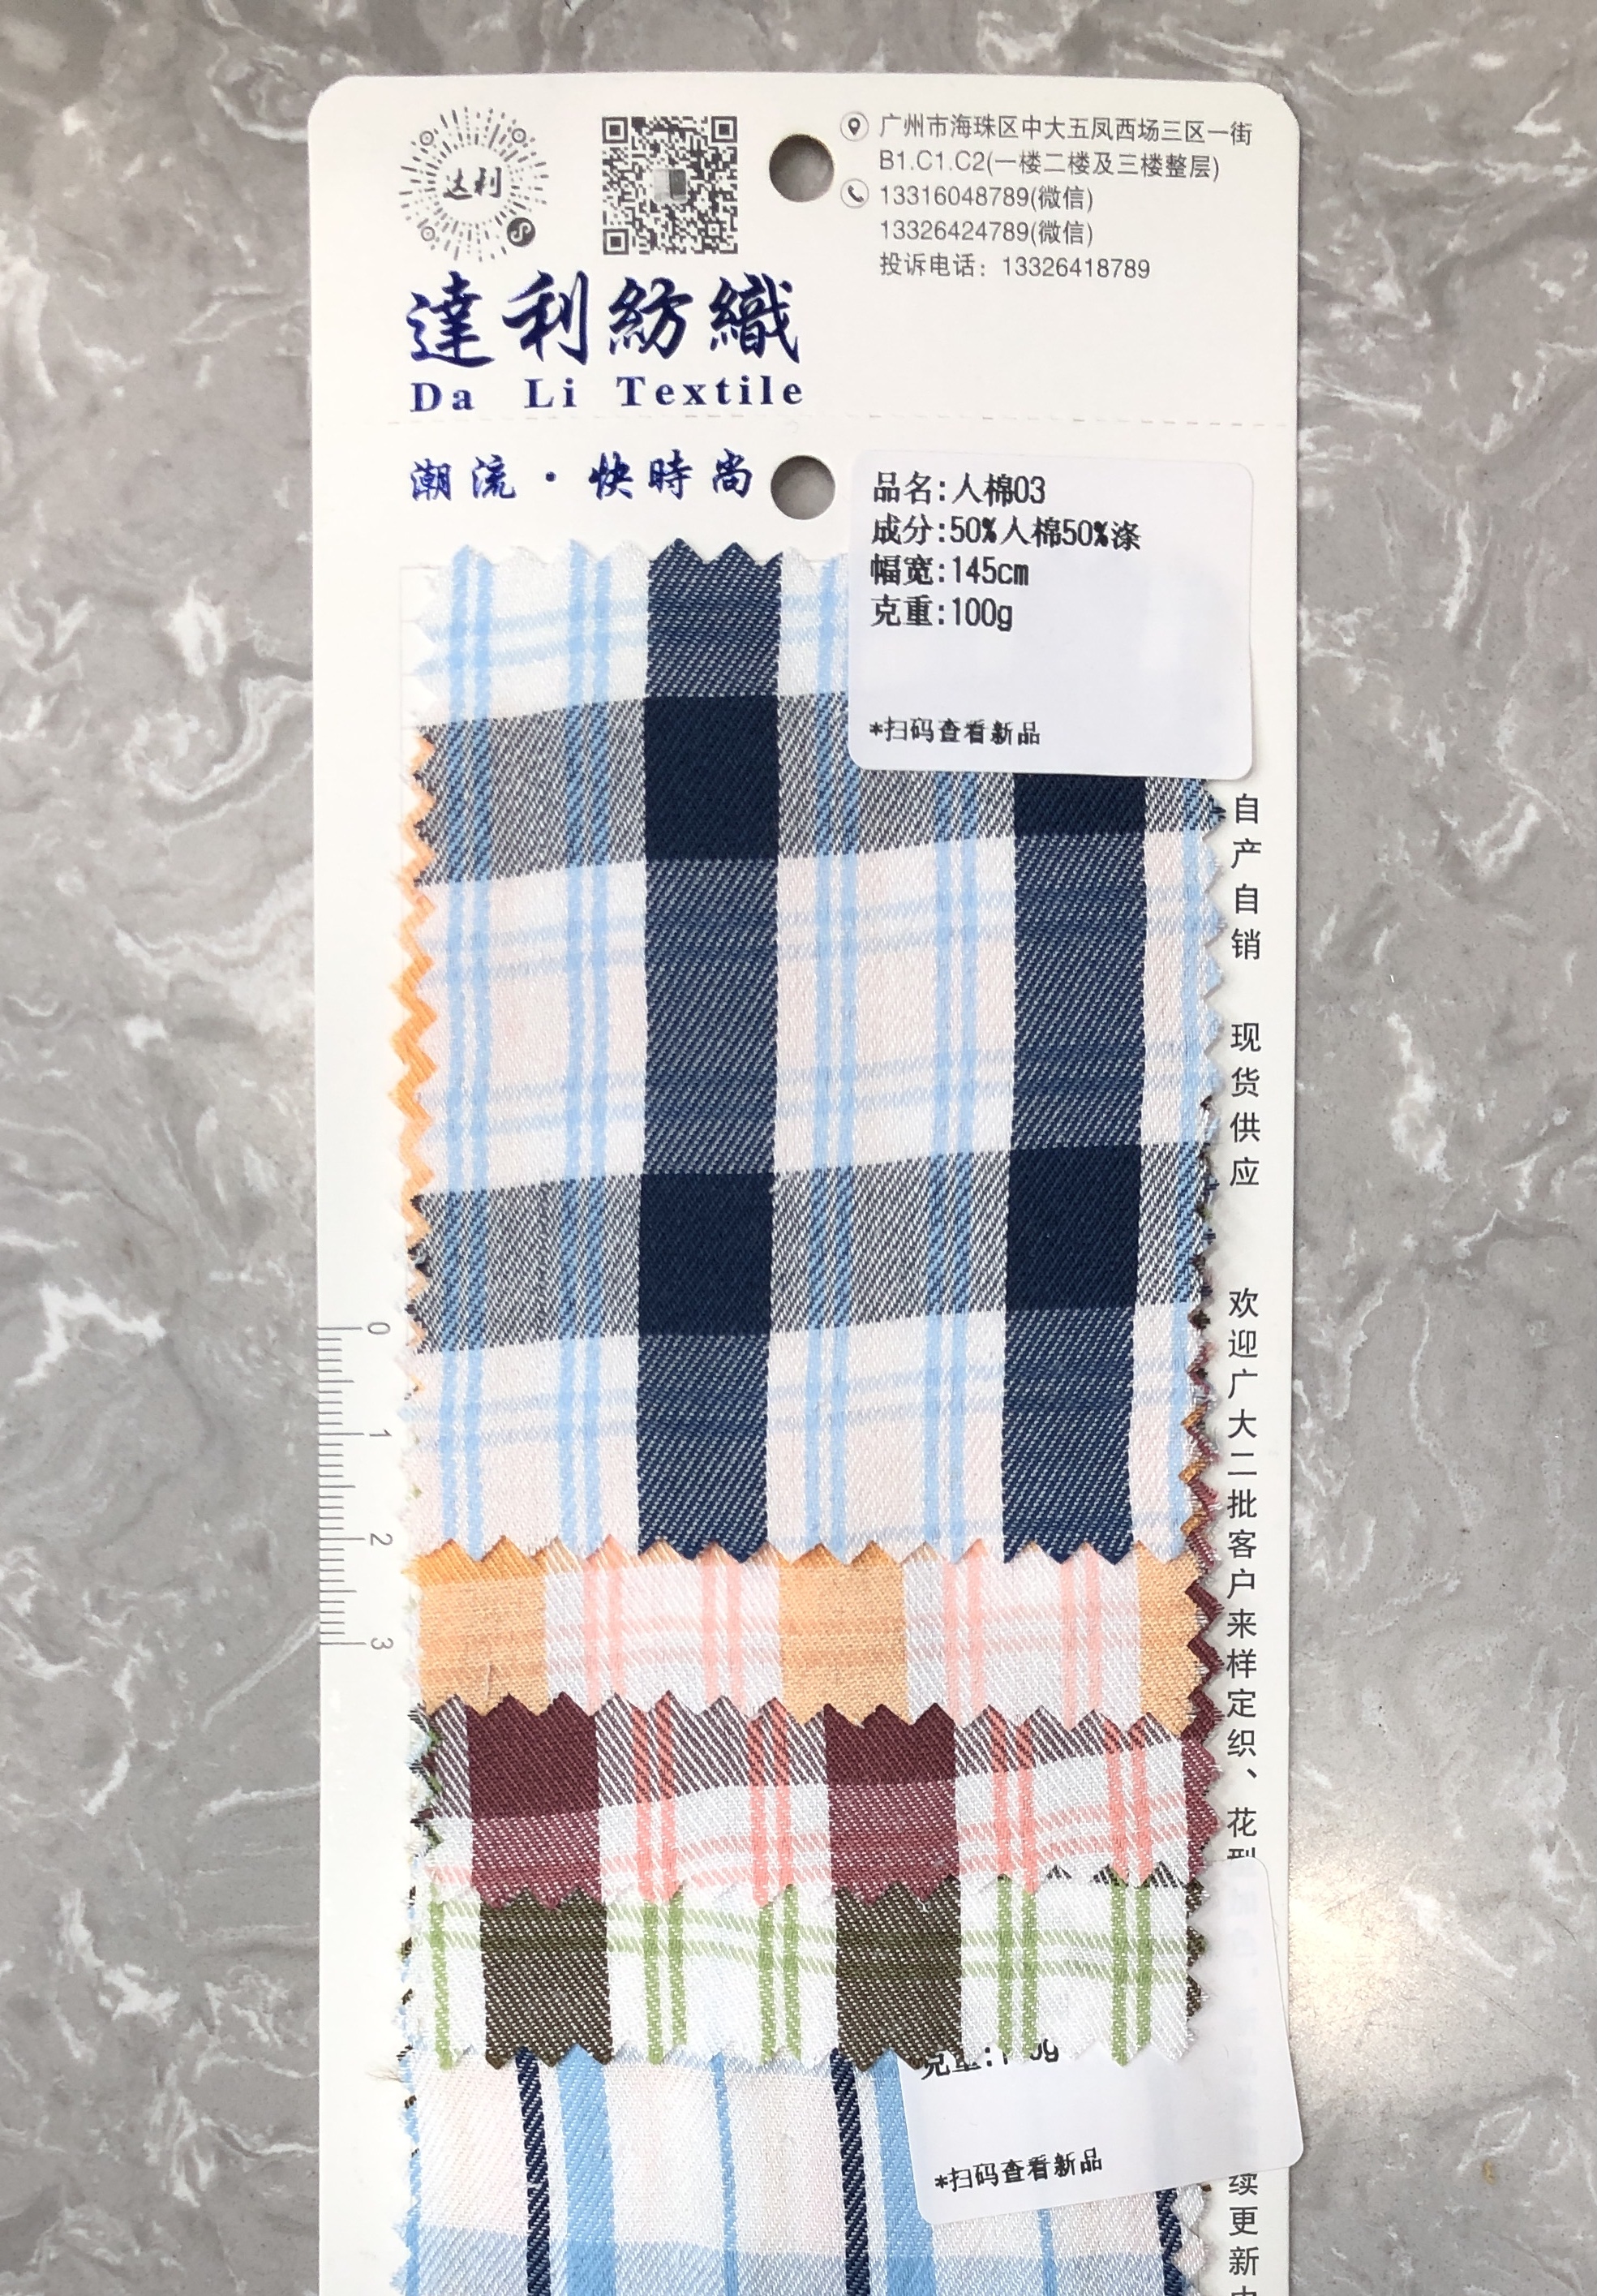 达利
广州市海珠区中大五凤西场三区一街
B1.C1.C2(一楼二楼及三楼整层)
13316048789(微信)
13326424789(微信)
投诉电话：13326418789
達利紡織
Da Li Textile
潮流·快時尚
品名:人棉03
成分:50%人棉50%涤
幅宽:145cm
克重:100g
*扫码查看新品
自产自销 现货供应 欢迎广大二批客户来样定织、花
0
1
2
3
克重:
*扫码查看新品
续更新